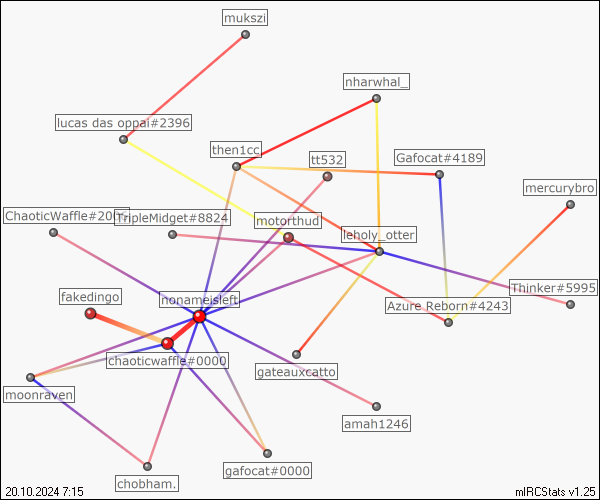 mukszi
nharwhal_
lucas das oppai#2396
then1cc
tt532
Gafocat#4189
mercurybro
ChaoticWaffle#200
TripleMidget#8824
motorthud
leholy_otter
Thinker#5995
fakedingo
nonameisleft
Azure Reborn#4243
chaoticwaffle#0000
gateauxcatto
moonraven
amah1246
gafocat#0000
chobham.
20.10.2024 7:15
mIRCStats v1.25